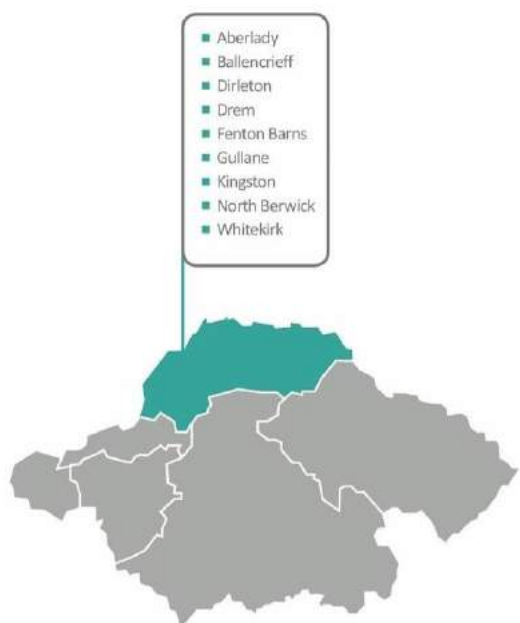 Aberlady
Ballencrieff
Dirleton
Drem
Fenton Barns
Gullane
Kingston
North Berwick
Whitekirk